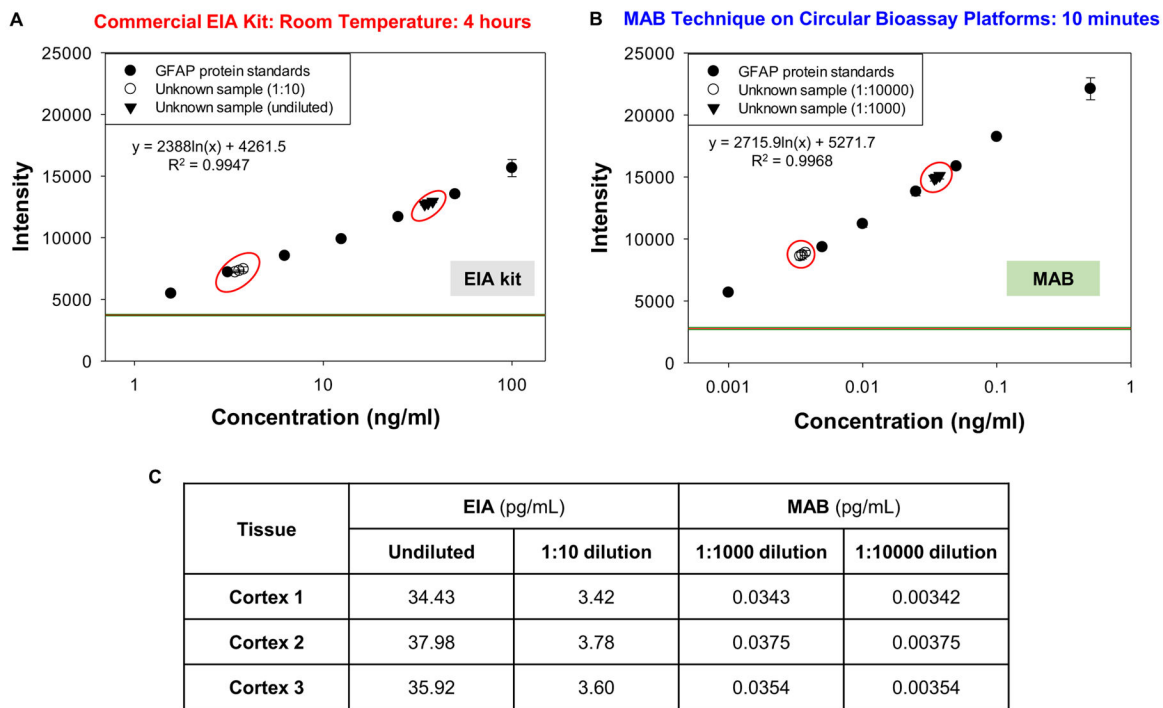 A
Commercial EIA Kit: Room Temperature: 4 hours
25000
20000
15000
10000
5000
0
Intensity
GFAP protein standards
Unknown sample (1:10)
Unknown sample (undiluted)
y = 2388ln(x) + 4261.5
R² = 0.9947
EIA kit
1
10
100
Concentration (ng/ml)
B
MAB Technique on Circular Bioassay Platforms: 10 minutes
25000
20000
15000
10000
5000
0
Intensity
GFAP protein standards
Unknown sample (1:10000)
Unknown sample (1:1000)
y = 2715.9ln(x) + 5271.7
R² = 0.9968
MAB
0.001
0.01
0.1
1
Concentration (ng/ml)
C
Tissue
EIA (pg/mL)
MAB (pg/mL)
Undiluted
1:10 dilution
1:1000 dilution
1:10000 dilution
Cortex 1
34.43
3.42
0.0343
0.00342
Cortex 2
37.98
3.78
0.0375
0.00375
Cortex 3
35.92
3.60
0.0354
0.00354